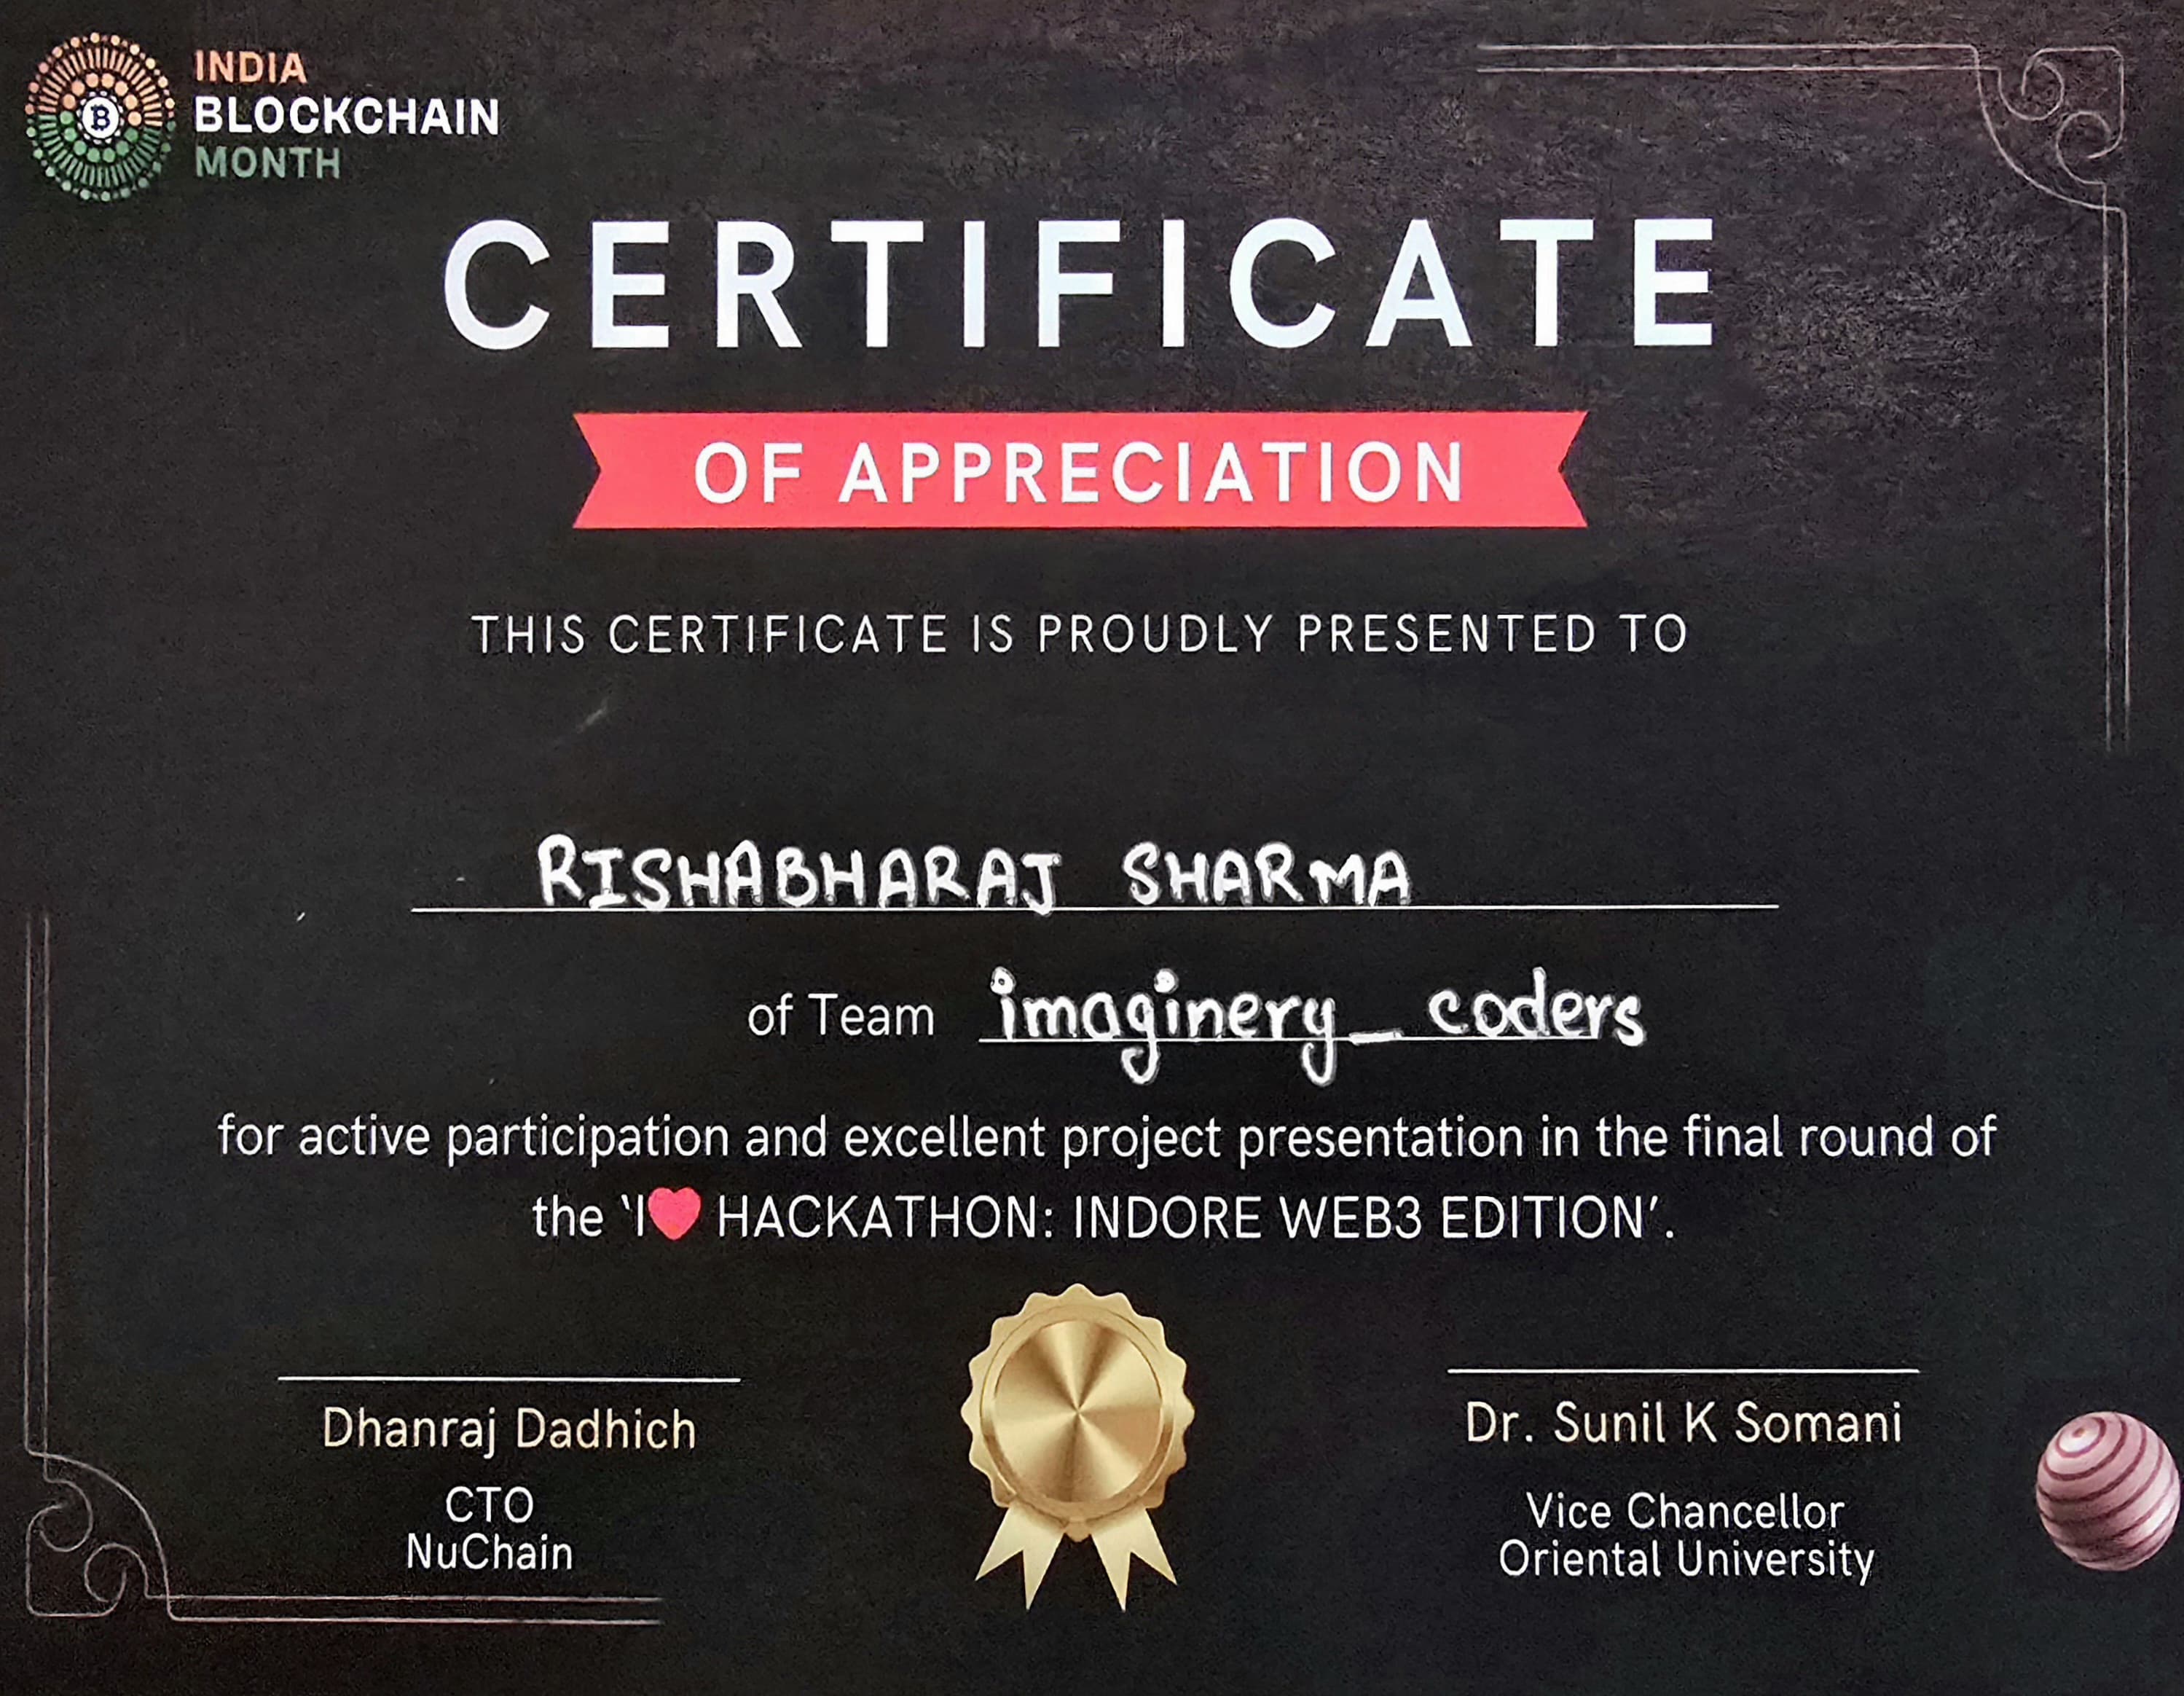 INDIA
BLOCKCHAIN
MONTH
CERTIFICATE
OF APPRECIATION
THIS CERTIFICATE IS PROUDLY PRESENTED TO
RISHABHARAJ SHARMA
of Team imaginery_coders
for active participation and excellent project presentation in the final round of
the 'I❤ HACKATHON: INDORE WEB3 EDITION'.
Dhanraj Dadhich
CTO
NuChain
Dr. Sunil K Somani
Vice Chancellor
Oriental University